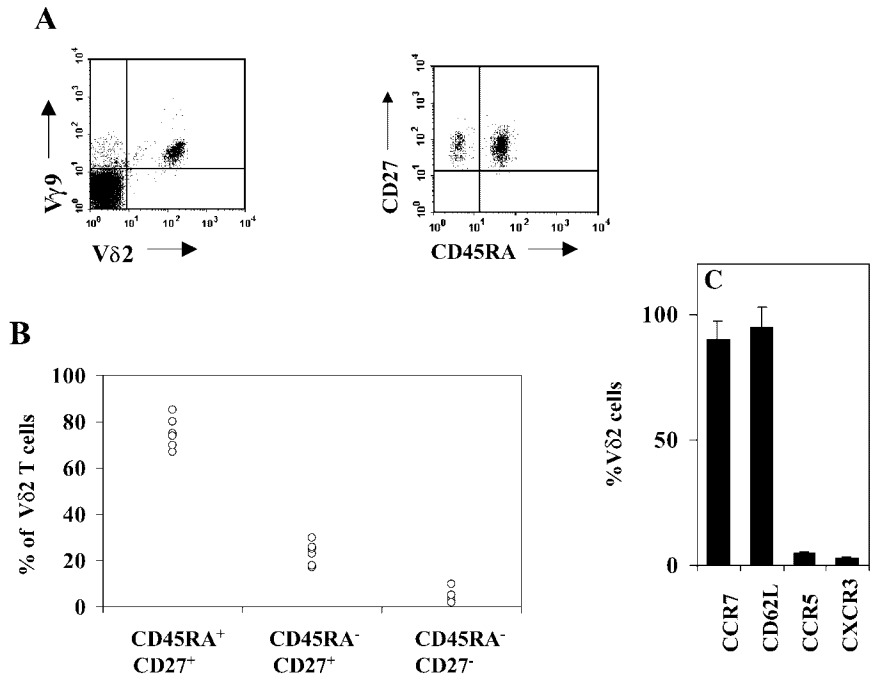 A
10⁴
10³
10²
10¹
10⁰
Vγ9
10⁰ 10¹ 10² 10³ 10⁴
Vδ2
10⁴
10³
10²
10¹
10⁰
CD27
10⁰ 10¹ 10² 10³ 10⁴
CD45RA
B
100
80
60
40
20
0
% of Vδ2 T cells
CD45RA⁺ CD45RA⁻ CD45RA⁻
CD27⁺ CD27⁺ CD27⁻
C
100
50
0
%Vδ2 cells
CCR7
CD62L
CCR5
CXCR3